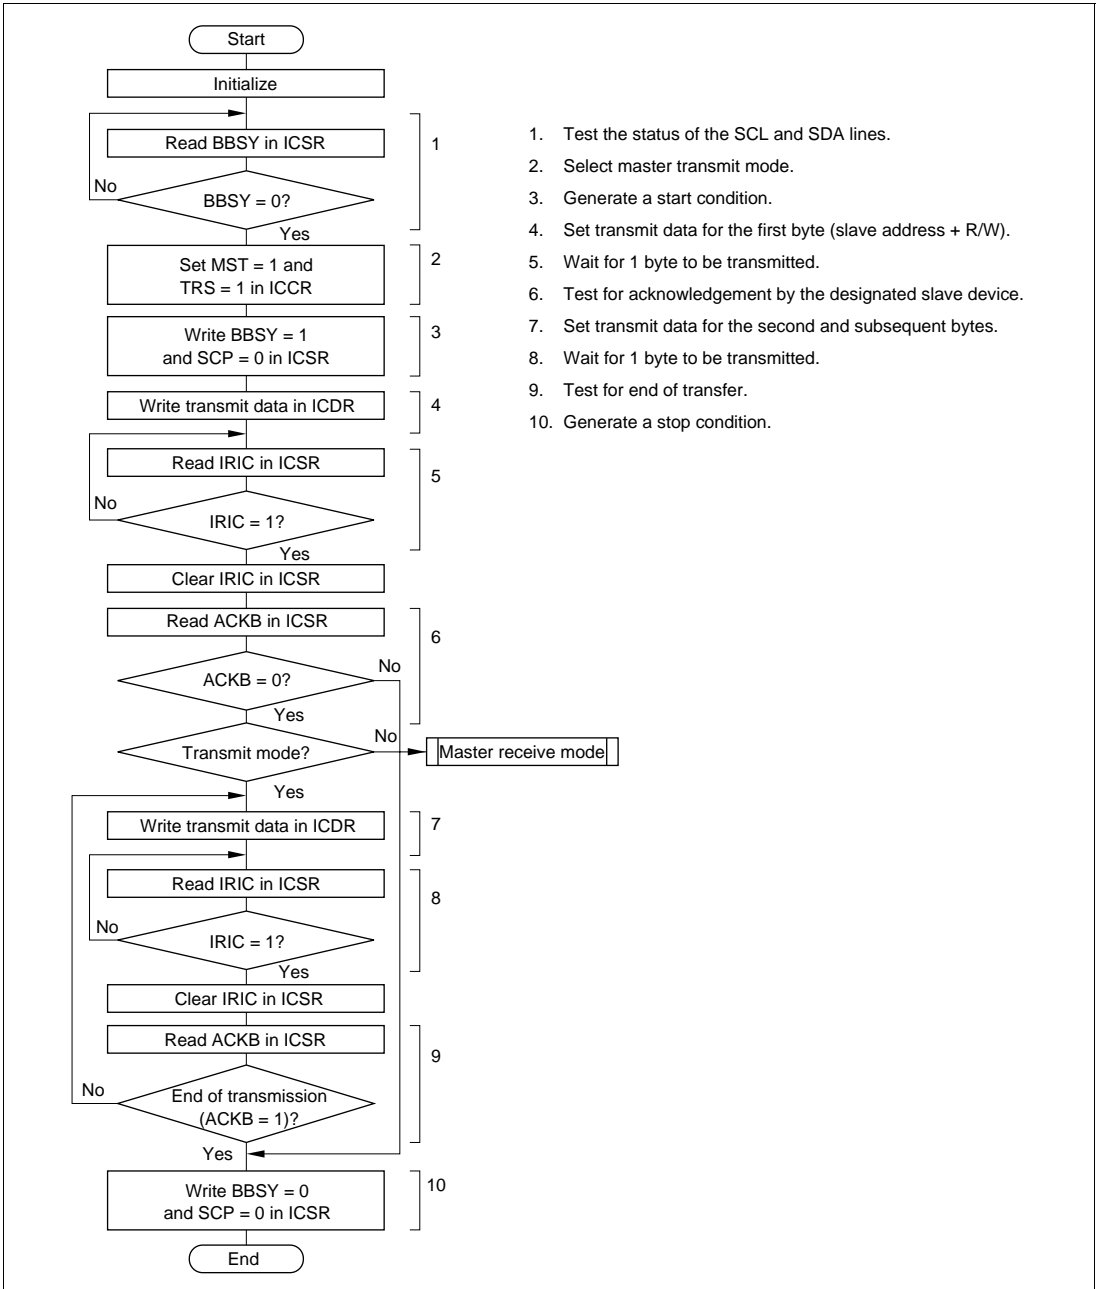 Start
Initialize
Read BBSY in ICSR
1
No
BBSY = 0?
Yes
Set MST = 1 and
TRS = 1 in ICCR
2
Write BBSY = 1
and SCP = 0 in ICSR
3
Write transmit data in ICDR
4
Read IRIC in ICSR
5
No
IRIC = 1?
Yes
Clear IRIC in ICSR
Read ACKB in ICSR
6
No
ACKB = 0?
Yes
No
Transmit mode?
Master receive mode
Yes
Write transmit data in ICDR
7
Read IRIC in ICSR
8
No
IRIC = 1?
Yes
Clear IRIC in ICSR
Read ACKB in ICSR
9
No
End of transmission
(ACKB = 1)?
Yes
Write BBSY = 0
and SCP = 0 in ICSR
10
End
1. Test the status of the SCL and SDA lines.
2. Select master transmit mode.
3. Generate a start condition.
4. Set transmit data for the first byte (slave address + R/W).
5. Wait for 1 byte to be transmitted.
6. Test for acknowledgement by the designated slave device.
7. Set transmit data for the second and subsequent bytes.
8. Wait for 1 byte to be transmitted.
9. Test for end of transfer.
10. Generate a stop condition.